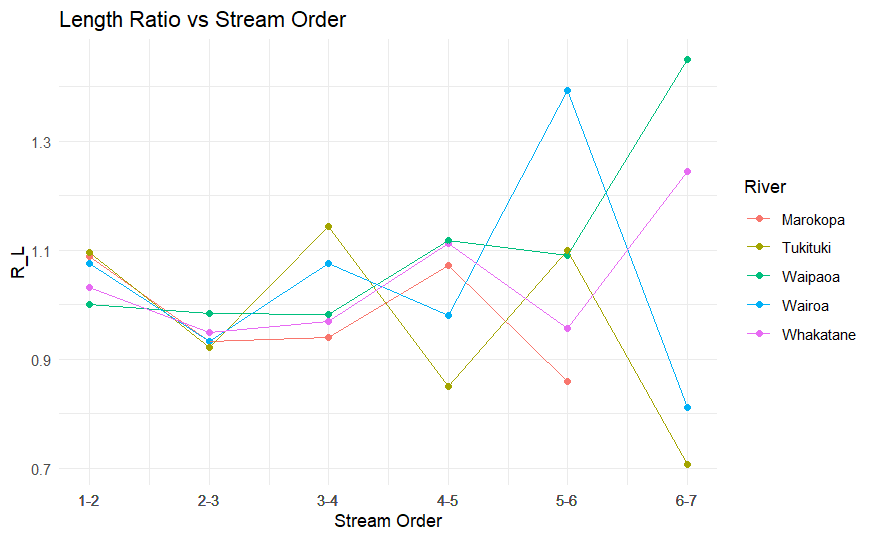 Length Ratio vs Stream Order
R_L
1.3
1.1
0.9
0.7
1-2 2-3 3-4 4-5 5-6 6-7
Stream Order
River
Marokopa
Tukituki
Waipaoa
Wairoa
Whakatane